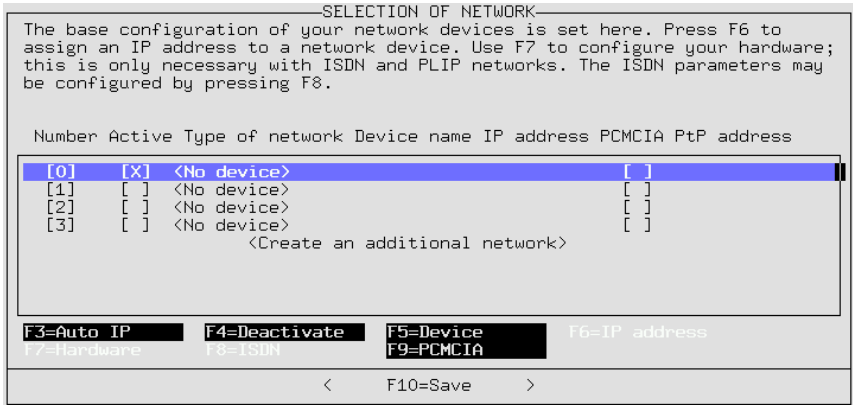 SELECTION OF NETWORK
The base configuration of your network devices is set here. Press F6 to
assign an IP address to a network device. Use F7 to configure your hardware;
this is only necessary with ISDN and PLIP networks. The ISDN parameters may
be configured by pressing F8.
Number Active Type of network Device name IP address PCMCIA PtP address
[0] [X] <No device> [ ]
[1] [ ] <No device> [ ]
[2] [ ] <No device> [ ]
[3] [ ] <No device> [ ]
<Create an additional network>
F3=Auto IP F4=Deactivate F5=Device F6=IP address
F7=Hardware F8=ISDN F9=PCMCIA
< F10=Save >